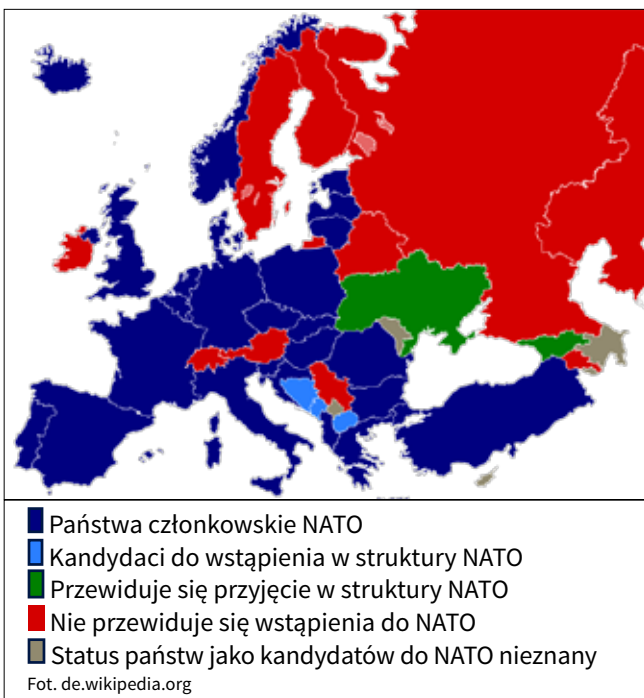 Państwa członkowskie NATO
Kandydaci do wstąpienia w struktury NATO
Przewiduje się przyjęcie w struktury NATO
Nie przewiduje się wstąpienia do NATO
Status państw jako kandydatów do NATO nieznany
Fot. de.wikipedia.org